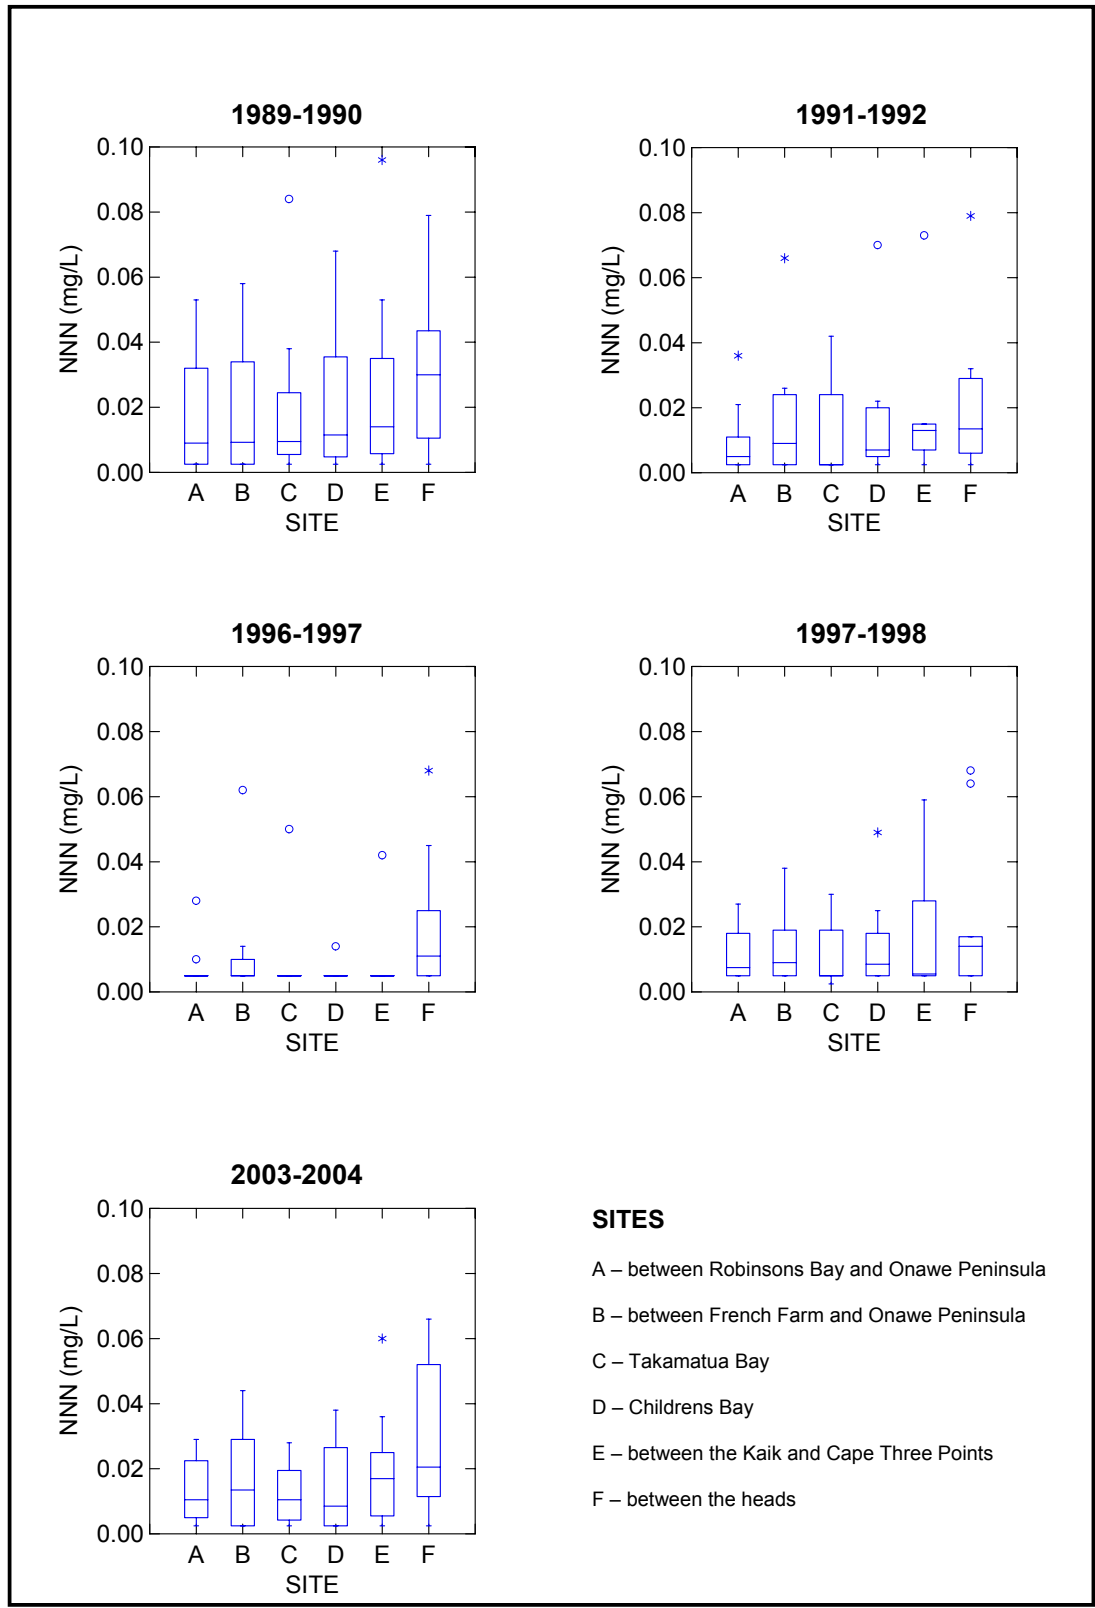 1989-1990
0.10
0.08
0.06
0.04
0.02
0.00
NNN (mg/L)
A B C D E F
SITE
1991-1992
0.10
0.08
0.06
0.04
0.02
0.00
NNN (mg/L)
A B C D E F
SITE
1996-1997
0.10
0.08
0.06
0.04
0.02
0.00
NNN (mg/L)
A B C D E F
SITE
1997-1998
0.10
0.08
0.06
0.04
0.02
0.00
NNN (mg/L)
A B C D E F
SITE
2003-2004
0.10
0.08
0.06
0.04
0.02
0.00
NNN (mg/L)
A B C D E F
SITE
SITES
A – between Robinsons Bay and Onawe Peninsula
B – between French Farm and Onawe Peninsula
C – Takamatua Bay
D – Childrens Bay
E – between the Kaik and Cape Three Points
F – between the heads